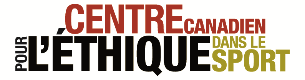 CENTRE CANADIEN
POUR L'ÉTHIQUE DANS LE
SPORT